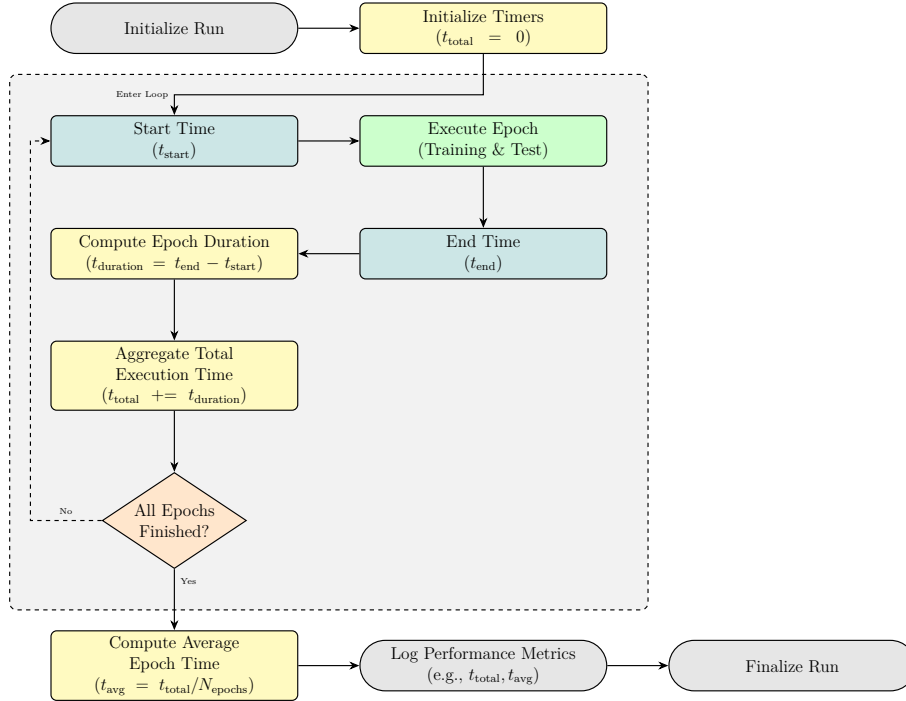 Initialize Run
Initialize Timers
(t_total = 0)
Enter Loop
Start Time
(t_start)
Execute Epoch
(Training & Test)
Compute Epoch Duration
(t_duration = t_end − t_start)
End Time
(t_end)
Aggregate Total
Execution Time
(t_total += t_duration)
All Epochs
Finished?
No
Yes
Compute Average
Epoch Time
(t_avg = t_total/N_epochs)
Log Performance Metrics
(e.g., t_total, t_avg)
Finalize Run